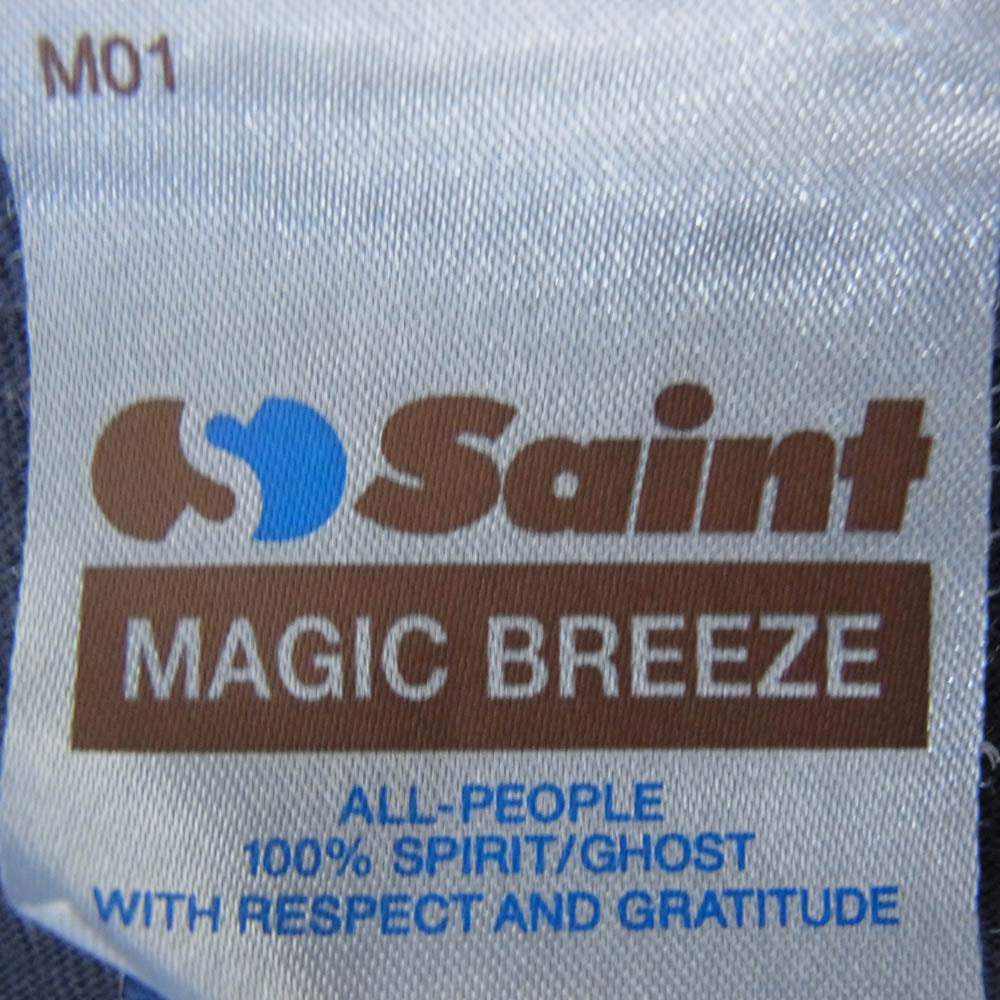 M01
Saint
MAGIC BREEZE
ALL-PEOPLE
100% SPIRIT/GHOST
WITH RESPECT AND GRATITUDE